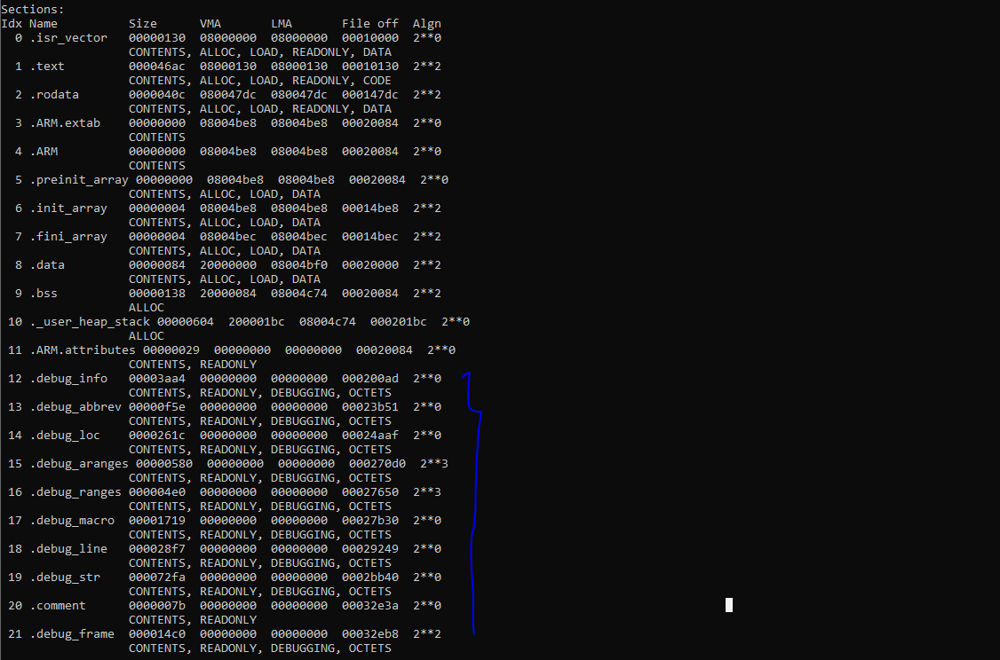 Sections:
Idx Name          Size      VMA       LMA       File off  Algn
  0 .isr_vector   00000130  08000000  08000000  00010000  2**0
                  CONTENTS, ALLOC, LOAD, READONLY, DATA
  1 .text         000046ac  08000130  08000130  00010130  2**2
                  CONTENTS, ALLOC, LOAD, READONLY, CODE
  2 .rodata       0000040c  080047dc  080047dc  000147dc  2**2
                  CONTENTS, ALLOC, LOAD, READONLY, DATA
  3 .ARM.extab    00000000  08004be8  08004be8  00020084  2**0
                  CONTENTS
  4 .ARM          00000000  08004be8  08004be8  00020084  2**0
                  CONTENTS
  5 .preinit_array 00000000  08004be8  08004be8  00020084  2**0
                  CONTENTS, ALLOC, LOAD, DATA
  6 .init_array   00000004  08004be8  08004be8  00014be8  2**2
                  CONTENTS, ALLOC, LOAD, DATA
  7 .fini_array   00000004  08004bec  08004bec  00014bec  2**2
                  CONTENTS, ALLOC, LOAD, DATA
  8 .data         00000084  20000000  08004bf0  00020000  2**2
                  CONTENTS, ALLOC, LOAD, DATA
  9 .bss          00000138  20000084  08004c74  00020084  2**2
                  ALLOC
 10 ._user_heap_stack 00000604  200001bc  08004c74  000201bc  2**0
                  ALLOC
 11 .ARM.attributes 00000029  00000000  00000000  00020084  2**0
                  CONTENTS, READONLY
 12 .debug_info   00003aa4  00000000  00000000  000200ad  2**0
                  CONTENTS, READONLY, DEBUGGING, OCTETS
 13 .debug_abbrev 00000f5e  00000000  00000000  00023b51  2**0
                  CONTENTS, READONLY, DEBUGGING, OCTETS
 14 .debug_loc    0000261c  00000000  00000000  00024aaf  2**0
                  CONTENTS, READONLY, DEBUGGING, OCTETS
 15 .debug_aranges 00000580  00000000  00000000  000270d0  2**3
                  CONTENTS, READONLY, DEBUGGING, OCTETS
 16 .debug_ranges 000004e0  00000000  00000000  00027650  2**3
                  CONTENTS, READONLY, DEBUGGING, OCTETS
 17 .debug_macro  00001719  00000000  00000000  00027b30  2**0
                  CONTENTS, READONLY, DEBUGGING, OCTETS
 18 .debug_line   000028f7  00000000  00000000  00029249  2**0
                  CONTENTS, READONLY, DEBUGGING, OCTETS
 19 .debug_str    000072fa  00000000  00000000  0002bb40  2**0
                  CONTENTS, READONLY, DEBUGGING, OCTETS
 20 .comment      0000007b  00000000  00000000  00032e3a  2**0
                  CONTENTS, READONLY
 21 .debug_frame  000014c0  00000000  00000000  00032eb8  2**2
                  CONTENTS, READONLY, DEBUGGING, OCTETS